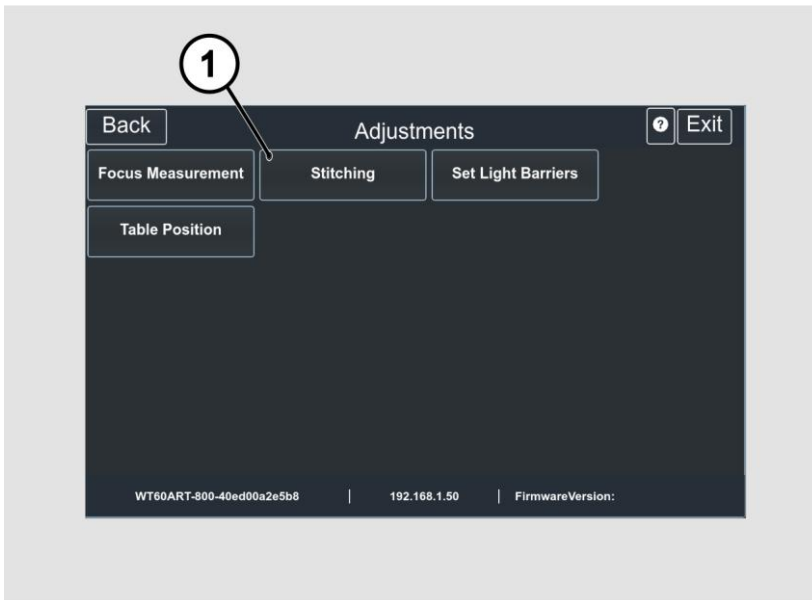 1
Back Adjustments ? Exit
Focus Measurement Stitching Set Light Barriers
Table Position
WT60ART-800-40ed00a2e5b8 | 192.168.1.50 | FirmwareVersion: